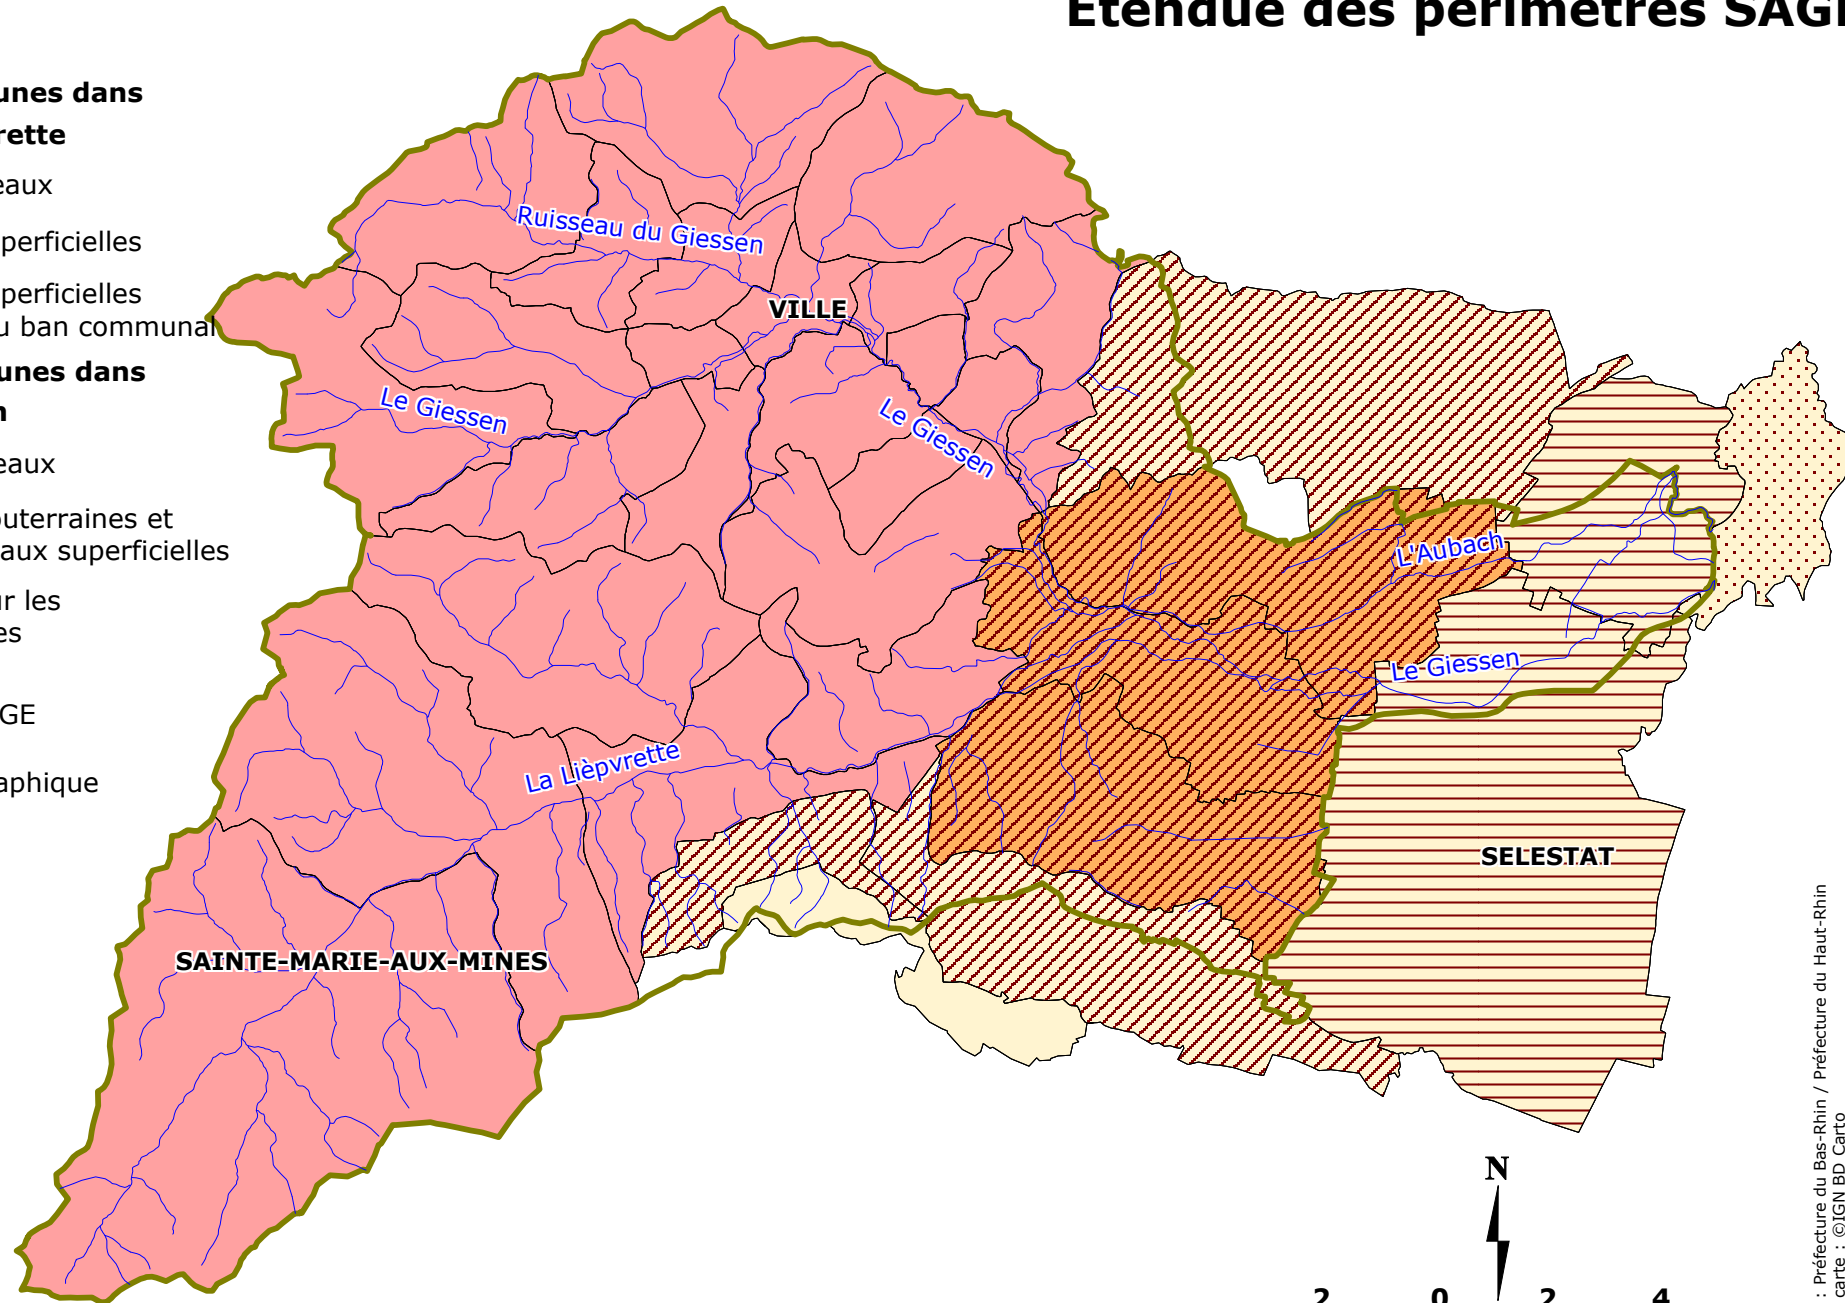 Etendue des périmètres SAG
unes dans
rette
eaux
perficielles
perficielles
u ban communal
unes dans
n
eaux
outerraines et
aux superficielles
ur les
es
GE
aphique
Ruisseau du Giessen
VILLE
Le Giessen
Le Giessen
L'Aubach
Le Giessen
La Lièpvrette
SELESTAT
SAINTE-MARIE-AUX-MINES
N
2 0 2 4
: Préfecture du Bas-Rhin / Préfecture du Haut-Rhin
carte : ©IGN BD Carto